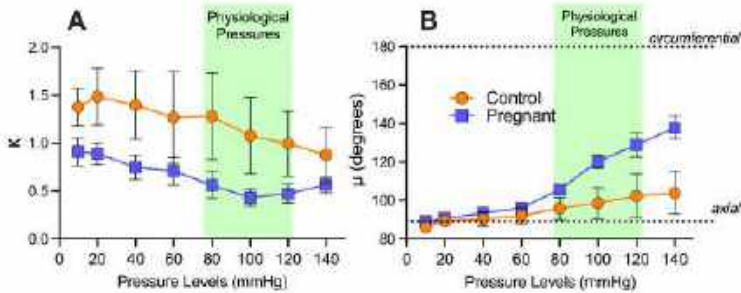 A
Physiological
Pressures
2.0
1.5
1.0
0.5
0.0
K
0 20 40 60 80 100 120 140
Pressure Levels (mmHg)
B
Physiological
Pressures
circumferential
180
160
140
120
100
80
μ (degrees)
Control
Pregnant
axial
0 20 40 60 80 100 120 140
Pressure Levels (mmHg)